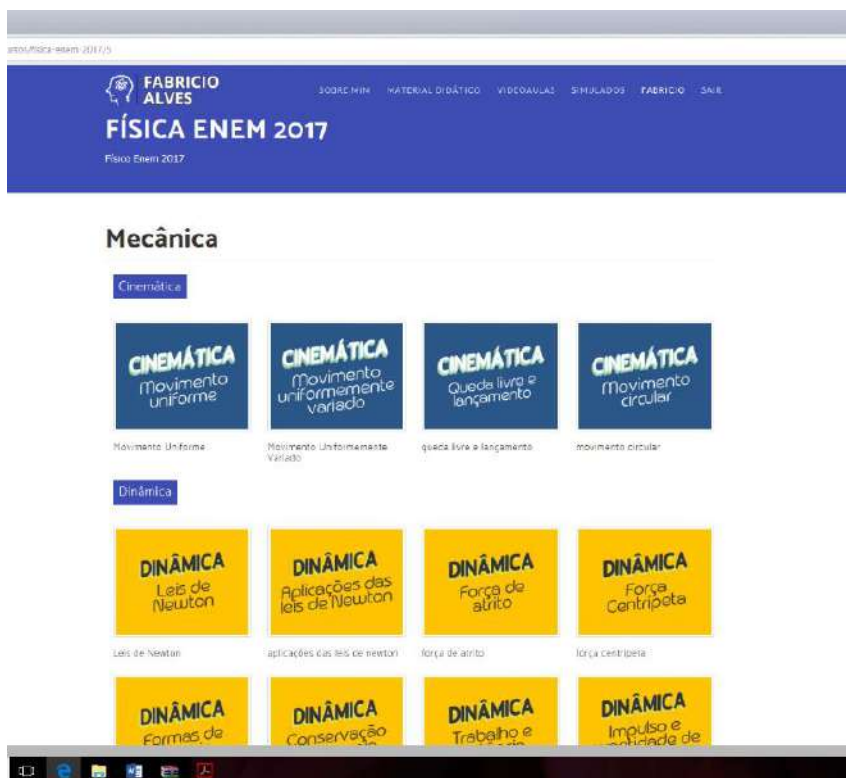 FABRICIO
ALVES
SOBRE MIM MATERIAL DIDÁTICO VIDEOAULAS SIMULADOS FABRICIO SAIR
FÍSICA ENEM 2017
Físico Enem 2017
Mecânica
Cinemática
CINEMÁTICA
Movimento
uniforme
CINEMÁTICA
Movimento
uniformemente
variado
CINEMÁTICA
Queda livre e
lançamento
CINEMÁTICA
Movimento
circular
Movimento Uniforme
Movimento Uniformemente
Variado
queda livre e lançamento
movimento circular
Dinâmica
DINÂMICA
Leis de
Newton
DINÂMICA
Aplicações das
leis de Newton
DINÂMICA
Força de
atrito
DINÂMICA
Força
Centrípeta
Leis de Newton
aplicações das leis de newton
força de atrito
força centrípeta
DINÂMICA
Formas de
DINÂMICA
Conservação
DINÂMICA
Trabalho e
DINÂMICA
Impulso e